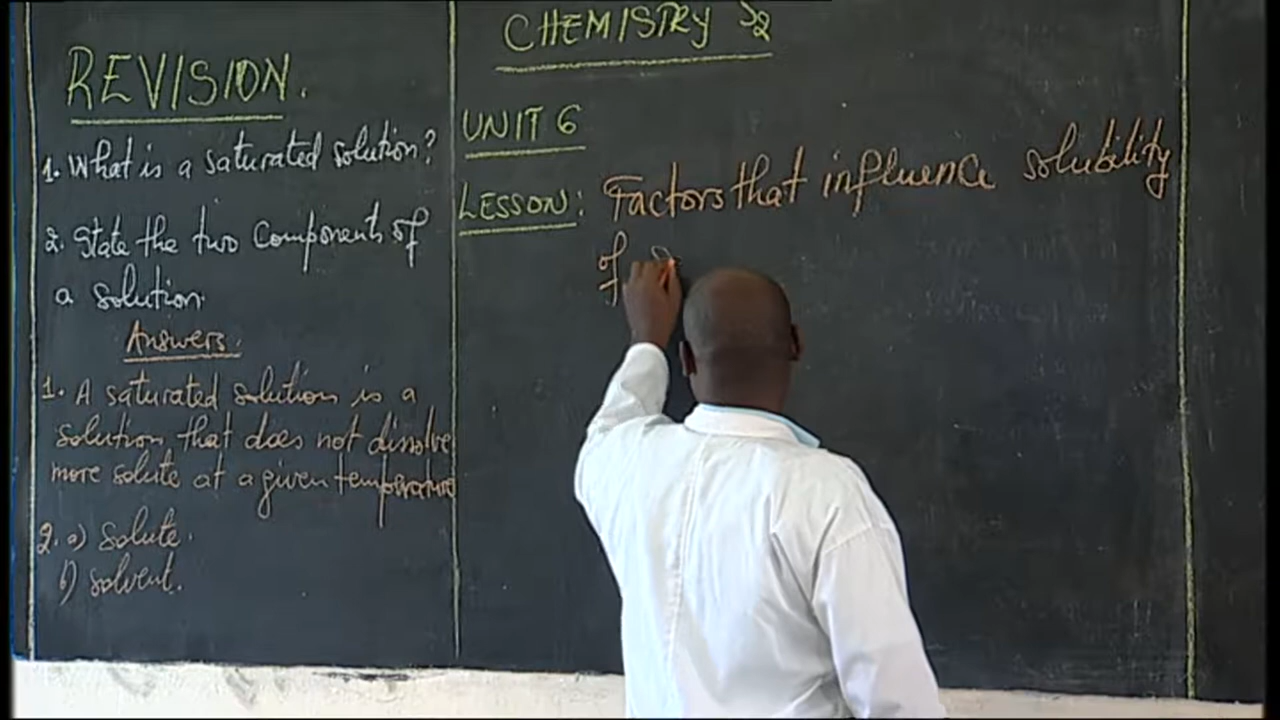 REVISION.
1. What is a saturated solution?
2. State the two Components of
a solution.
Answers.
1. A saturated solution is a
solution that does not dissolve
more solute at a given temperature
2. a) Solute.
b) Solvent.
CHEMISTRY S2
UNIT 6
LESSON: Factors that influence solubility
of